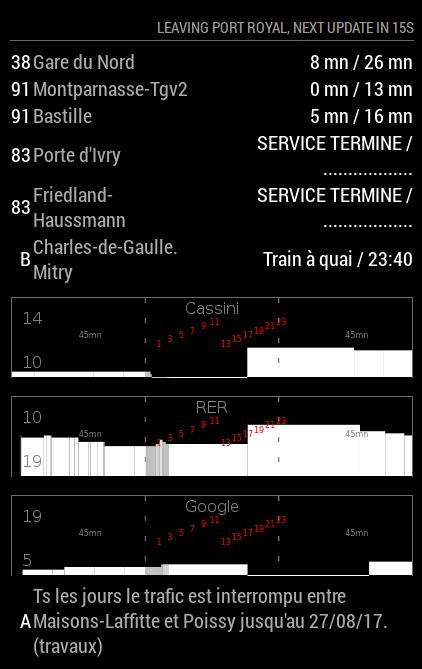 LEAVING PORT ROYAL, NEXT UPDATE IN 15S
38 Gare du Nord 8 mn / 26 mn
91 Montparnasse-Tgv2 0 mn / 13 mn
91 Bastille 5 mn / 16 mn
83 Porte d'Ivry SERVICE TERMINE /
..................
83 Friedland-
Haussmann SERVICE TERMINE /
..................
B Charles-de-Gaulle.
Mitry Train à quai / 23:40
Cassini
14
45mn 45mn
1 3 5 7 9 11 13 15 17 19 21 23
10
RER
10
45mn 45mn
1 3 5 7 9 11 13 15 17 19 21 23
19
Google
19
45mn 45mn
1 3 5 7 9 11 13 15 17 19 21 23
5
Ts les jours le trafic est interrompu entre
A Maisons-Laffitte et Poissy jusqu'au 27/08/17.
(travaux)